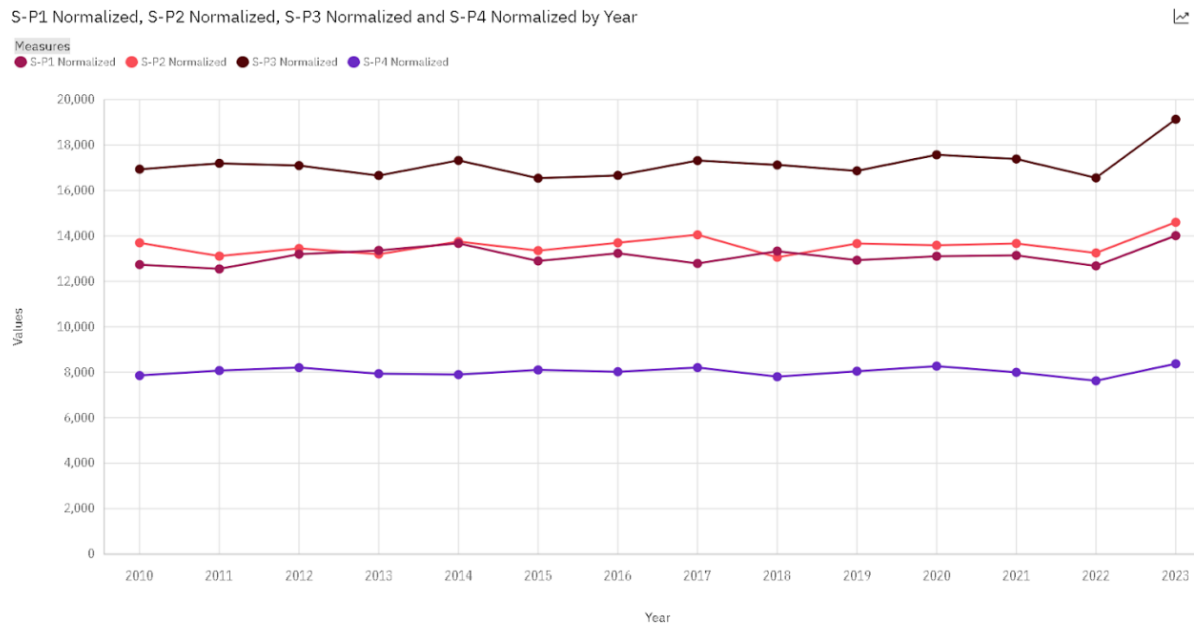 S-P1 Normalized, S-P2 Normalized, S-P3 Normalized and S-P4 Normalized by Year
Measures
S-P1 Normalized S-P2 Normalized S-P3 Normalized S-P4 Normalized
20,000
18,000
16,000
14,000
12,000
10,000
8,000
6,000
4,000
2,000
0
Values
2010 2011 2012 2013 2014 2015 2016 2017 2018 2019 2020 2021 2022 2023
Year